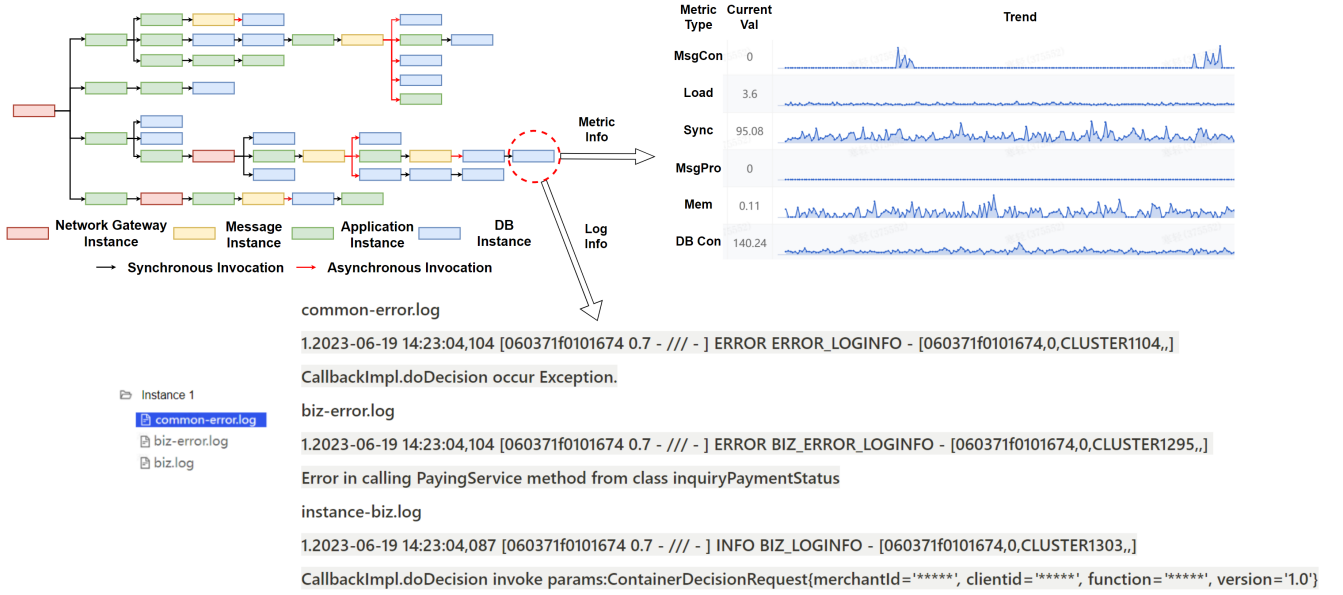 Metric Type
Current Val
Trend
MsgCon
0
Load
3.6
Sync
95.08
MsgPro
0
Mem
0.11
DB Con
140.24
Metric Info
Log Info
Network Gateway Instance
Message Instance
Application Instance
DB Instance
Synchronous Invocation
Asynchronous Invocation
common-error.log
1.2023-06-19 14:23:04,104 [060371f0101674 0.7 - /// - ] ERROR ERROR_LOGINFO - [060371f0101674,0,CLUSTER1104,,]
CallbackImpl.doDecision occur Exception.
biz-error.log
1.2023-06-19 14:23:04,104 [060371f0101674 0.7 - /// - ] ERROR BIZ_ERROR_LOGINFO - [060371f0101674,0,CLUSTER1295,,]
Error in calling PayingService method from class inquiryPaymentStatus
instance-biz.log
1.2023-06-19 14:23:04,087 [060371f0101674 0.7 - /// - ] INFO BIZ_LOGINFO - [060371f0101674,0,CLUSTER1303,,]
CallbackImpl.doDecision invoke params:ContainerDecisionRequest{merchantId='*****', clientid='*****', function='*****', version='1.0'}
Instance 1
common-error.log
biz-error.log
biz.log